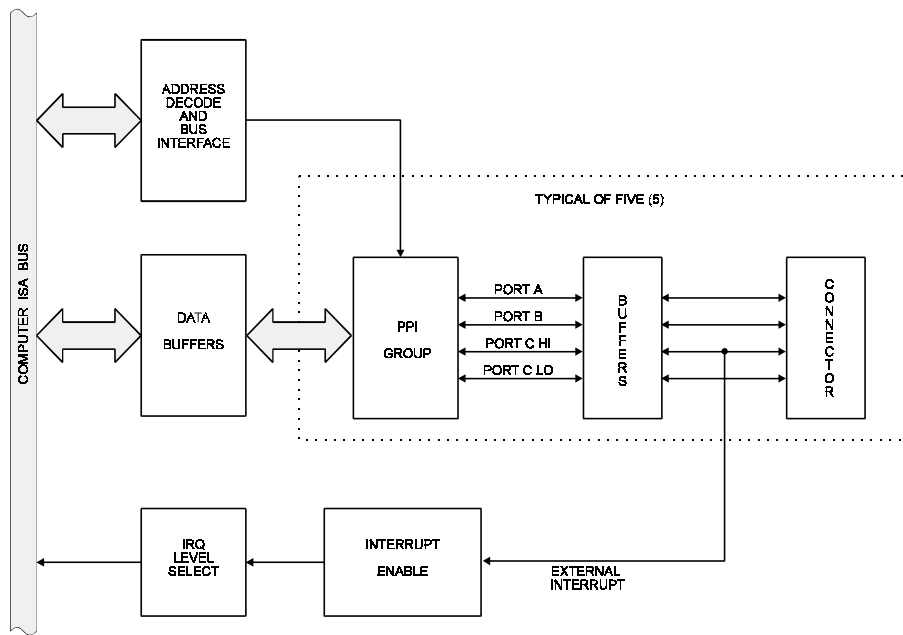 COMPUTER ISA BUS
ADDRESS
DECODE
AND
BUS
INTERFACE
TYPICAL OF FIVE (5)
DATA
BUFFERS
PPI
GROUP
PORT A
PORT B
PORT C HI
PORT C LO
BUFFERS
CONNECTOR
IRQ
LEVEL
SELECT
INTERRUPT
ENABLE
EXTERNAL
INTERRUPT